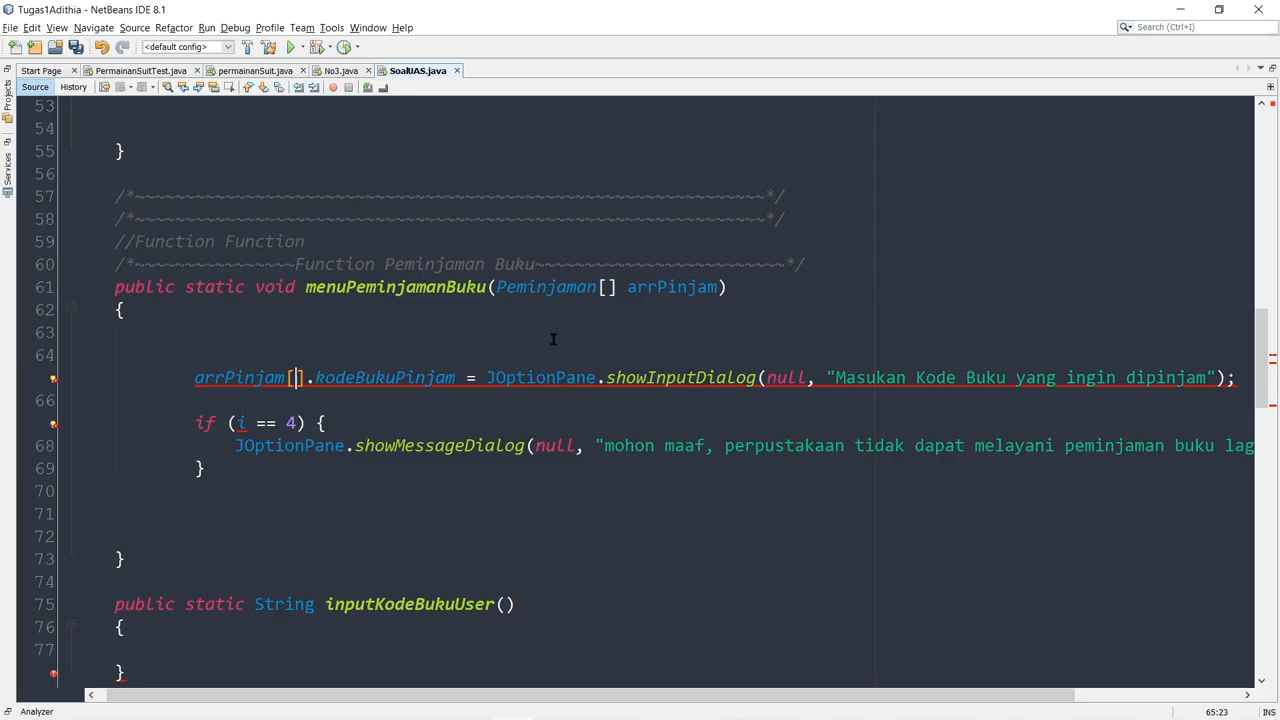 Tugas1Adithia - NetBeans IDE 8.1
File Edit View Navigate Source Refactor Run Debug Profile Team Tools Window Help
Search (Ctrl+I)
<default config>
Start Page PermainanSuitTest.java permainanSuit.java No3.java SoalUAS.java
Source History
Projects
Services
53
54
55 }
56
57 /*~~~~~~~~~~~~~~~~~~~~~~~~~~~~~~~~~~~~~~~~~~~~~~~~~~~~~~~~~~~~~~~*/
58 /*~~~~~~~~~~~~~~~~~~~~~~~~~~~~~~~~~~~~~~~~~~~~~~~~~~~~~~~~~~~~~~~*/
59 //Function Function
60 /*~~~~~~~~~~~~~~~~Function Peminjaman Buku~~~~~~~~~~~~~~~~~~~~~~~~~*/
61 public static void menuPeminjamanBuku(Peminjaman[] arrPinjam)
62 {
63
64
arrPinjam[].kodeBukuPinjam = JOptionPane.showInputDialog(null, "Masukan Kode Buku yang ingin dipinjam");
66
if (i == 4) {
68 JOptionPane.showMessageDialog(null, "mohon maaf, perpustakaan tidak dapat melayani peminjaman buku lag
69 }
70
71
72
73 }
74
75 public static String inputKodeBukuUser()
76 {
77
}
Analyzer
65:23 INS